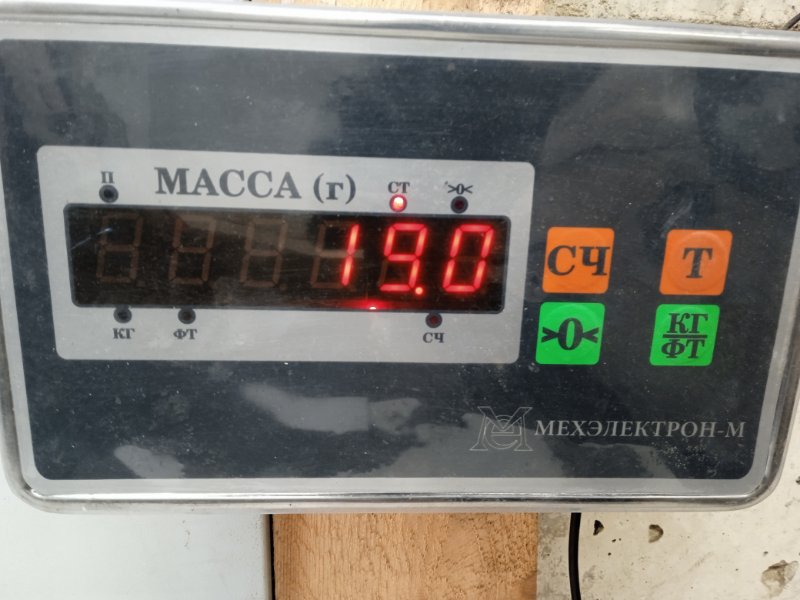 П МАССА (г) СТ >0<
19.0
КГ ФТ СЧ
СЧ Т
>0< КГ/ФТ
МЕХЭЛЕКТРОН-М